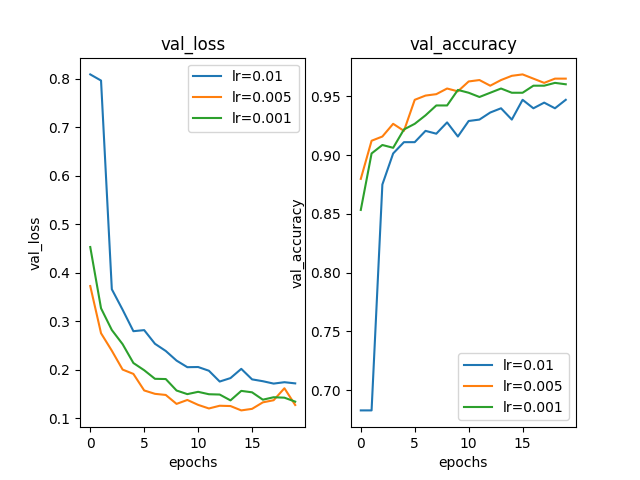 val_loss
val_loss
0.8
0.7
0.6
0.5
0.4
0.3
0.2
0.1
lr=0.01
lr=0.005
lr=0.001
0 5 10 15
epochs
val_accuracy
val_accuracy
0.95
0.90
0.85
0.80
0.75
0.70
lr=0.01
lr=0.005
lr=0.001
0 5 10 15
epochs